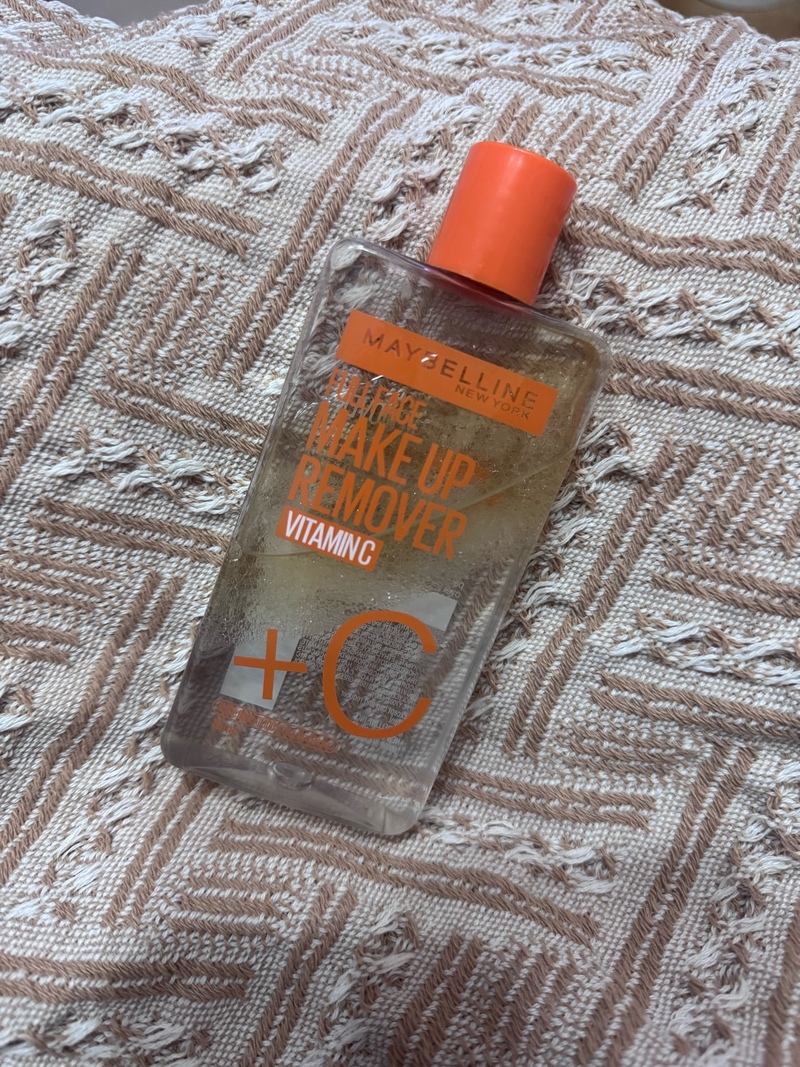 MAYBELLINE
NEW YORK
FULL FACE
MAKE UP
REMOVER
VITAMIN C
+C